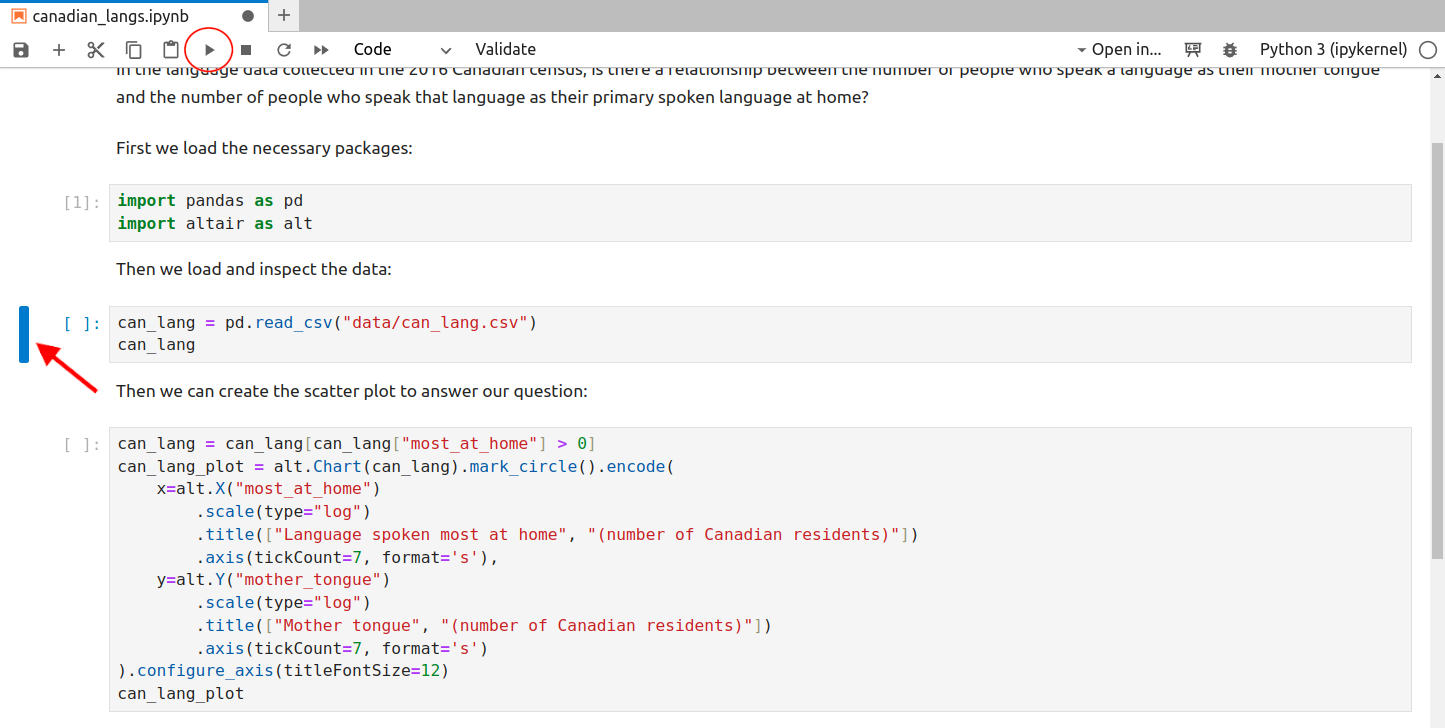 canadian_langs.ipynb
Code Validate Open in... Python 3 (ipykernel)
In the language data collected in the 2016 Canadian census, is there a relationship between the number of people who speak a language as their mother tongue
and the number of people who speak that language as their primary spoken language at home?
First we load the necessary packages:
[1]: import pandas as pd
import altair as alt
Then we load and inspect the data:
[ ]: can_lang = pd.read_csv("data/can_lang.csv")
can_lang
Then we can create the scatter plot to answer our question:
[ ]: can_lang = can_lang[can_lang["most_at_home"] > 0]
can_lang_plot = alt.Chart(can_lang).mark_circle().encode(
    x=alt.X("most_at_home")
        .scale(type="log")
        .title(["Language spoken most at home", "(number of Canadian residents)"])
        .axis(tickCount=7, format='s'),
    y=alt.Y("mother_tongue")
        .scale(type="log")
        .title(["Mother tongue", "(number of Canadian residents)"])
        .axis(tickCount=7, format='s')
).configure_axis(titleFontSize=12)
can_lang_plot